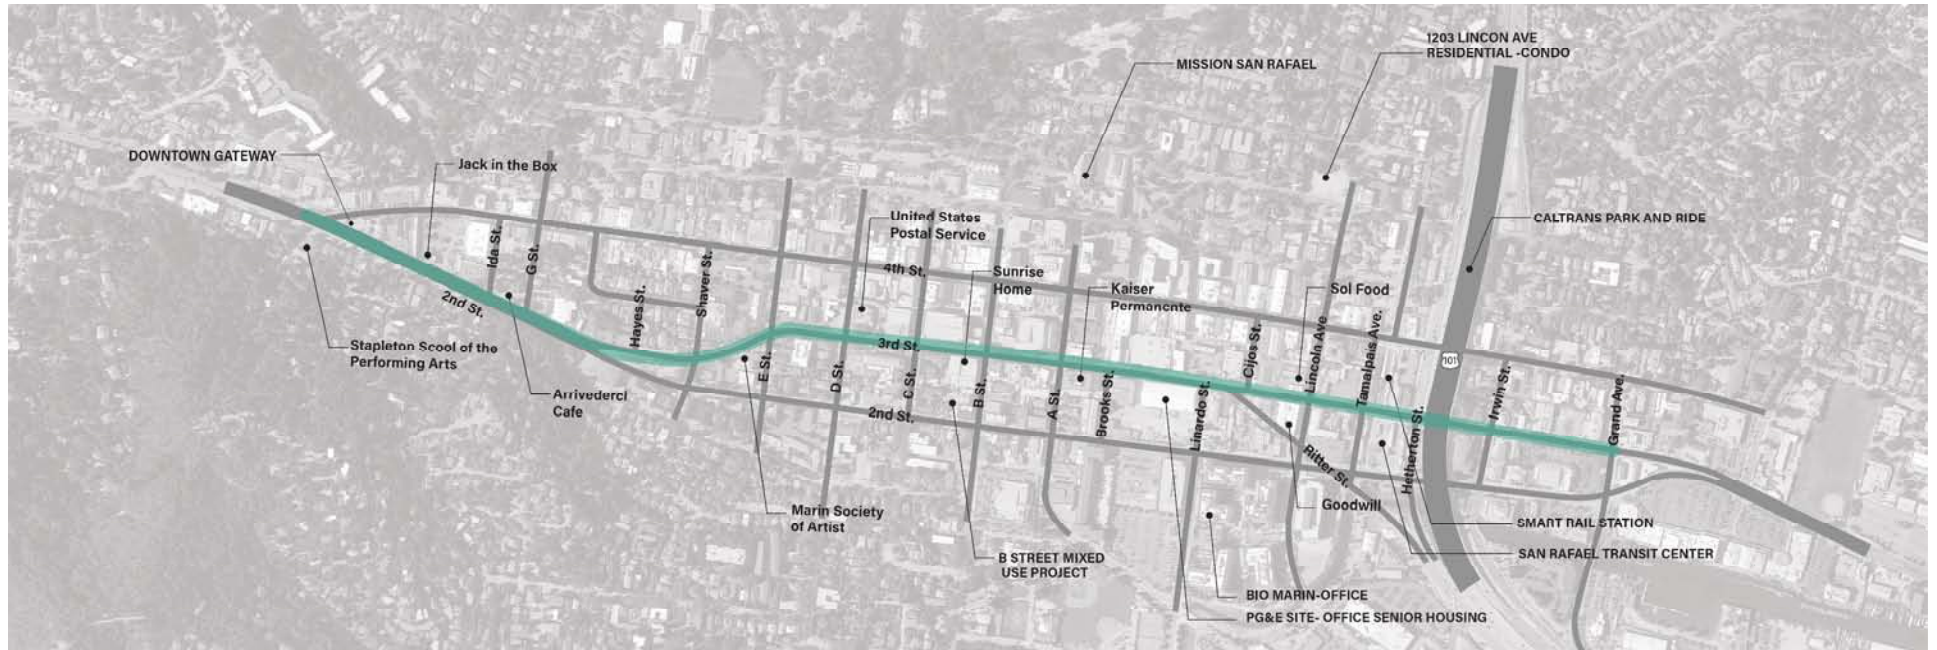 1203 LINCON AVE
RESIDENTIAL -CONDO
MISSION SAN RAFAEL
DOWNTOWN GATEWAY
Jack in the Box
United States
Postal Service
CALTRANS PARK AND RIDE
Ida St.
G St.
Shaver St.
4th St.
Sunrise
Home
Kaiser
Permanente
Sol Food
2nd St.
Hayes St.
3rd St.
Cijos St.
Lincoln Ave
Tamalpais Ave.
101
Stapleton Scool of the
Performing Arts
E St.
D St.
C St.
B St.
A St.
Brooks St.
Linardo St.
Irwin St.
Grand Ave.
Arrivederci
Cafe
2nd St.
Hetherton St.
Ritter St.
Goodwill
Marin Society
of Artist
SMART RAIL STATION
SAN RAFAEL TRANSIT CENTER
B STREET MIXED
USE PROJECT
BIO MARIN-OFFICE
PG&E SITE- OFFICE SENIOR HOUSING